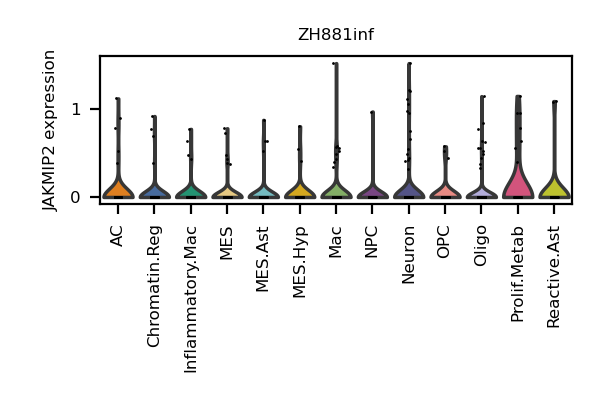 ZH881inf
JAKMIP2 expression
1
0
AC
Chromatin.Reg
Inflammatory.Mac
MES
MES.Ast
MES.Hyp
Mac
NPC
Neuron
OPC
Oligo
Prolif.Metab
Reactive.Ast